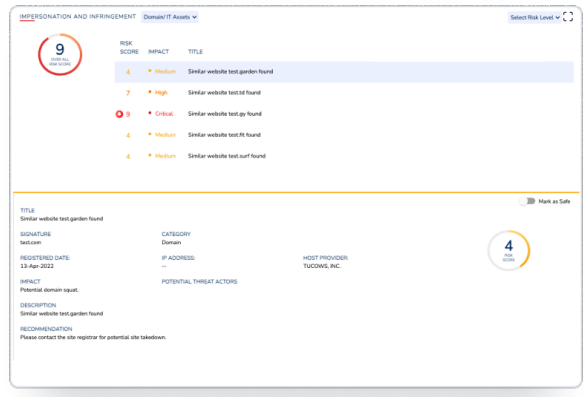 IMPERSONATION AND INFRINGEMENT Domain/ IT Assets Select Risk Level
9
OVER ALL
RISK SCORE
RISK
SCORE IMPACT TITLE
4 Medium Similar website test.garden found
7 High Similar website test.td found
9 Critical Similar website test.gy found
4 Medium Similar website test.fit found
4 Medium Similar website test.surf found
Mark as Safe
TITLE
Similar website test.garden found
SIGNATURE CATEGORY
test.com Domain
4
RISK
SCORE
REGISTERED DATE: IP ADDRESS: HOST PROVIDER:
13-Apr-2022 -- TUCOWS, INC.
IMPACT POTENTIAL THREAT ACTORS
Potential domain squat.
DESCRIPTION
Similar website test.garden found
RECOMMENDATION
Please contact the site registrar for potential site takedown.